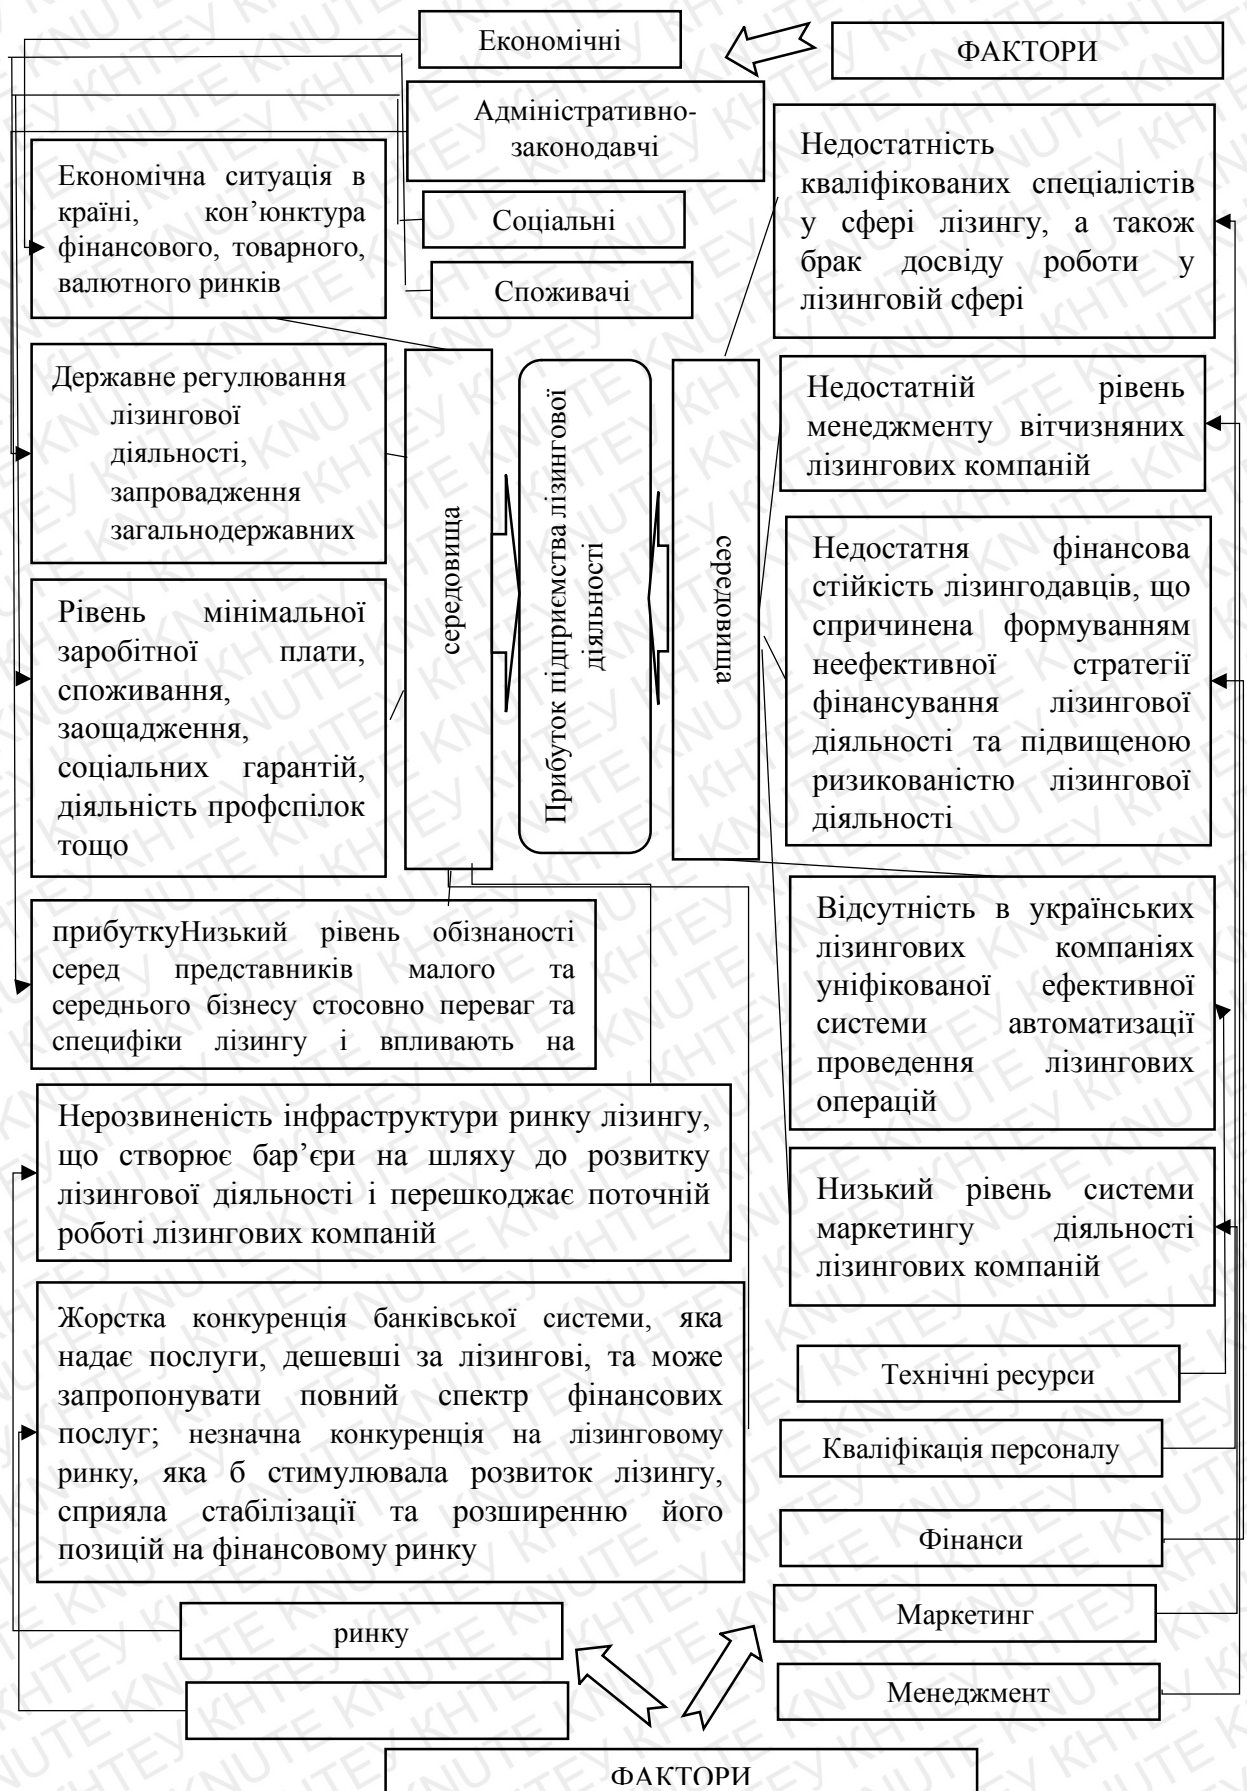 Економічні
ФАКТОРИ
Адміністративно-
законодавчі
Соціальні
Споживачі
Економічна ситуація в
країні, кон’юнктура
фінансового, товарного,
валютного ринків
Державне регулювання
лізингової
діяльності,
запровадження
загальнодержавних
Рівень мінімальної
заробітної плати,
споживання,
заощадження,
соціальних гарантій,
діяльність профспілок
тощо
середовища
Прибуток підприємства лізингової
діяльності
середовища
Недостатність
кваліфікованих спеціалістів
у сфері лізингу, а також
брак досвіду роботи у
лізинговій сфері
Недостатній рівень
менеджменту вітчизняних
лізингових компаній
Недостатня фінансова
стійкість лізингодавців, що
спричинена формуванням
неефективної стратегії
фінансування лізингової
діяльності та підвищеною
ризикованістю лізингової
діяльності
Відсутність в українських
лізингових компаніях
уніфікованої ефективної
системи автоматизації
проведення лізингових
операцій
Низький рівень системи
маркетингу діяльності
лізингових компаній
прибуткуНизький рівень обізнаності
серед представників малого та
середнього бізнесу стосовно переваг та
специфіки лізингу і впливають на
Нерозвиненість інфраструктури ринку лізингу,
що створює бар’єри на шляху до розвитку
лізингової діяльності і перешкоджає поточній
роботі лізингових компаній
Жорстка конкуренція банківської системи, яка
надає послуги, дешевші за лізингові, та може
запропонувати повний спектр фінансових
послуг; незначна конкуренція на лізинговому
ринку, яка б стимулювала розвиток лізингу,
сприяла стабілізації та розширенню його
позицій на фінансовому ринку
Технічні ресурси
Кваліфікація персоналу
Фінанси
Маркетинг
Менеджмент
ринку
ФАКТОРИ